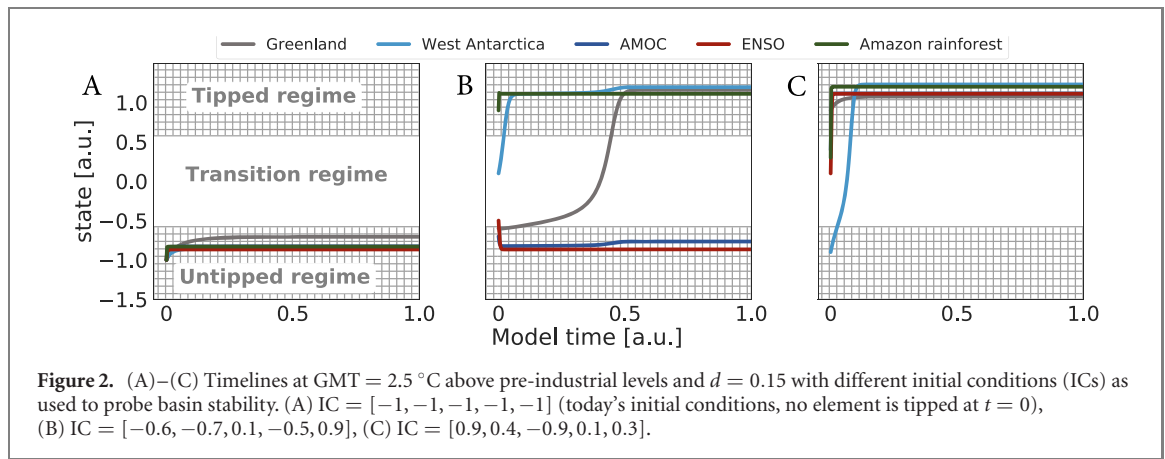 Greenland West Antarctica AMOC ENSO Amazon rainforest
A B C
Tipped regime
Transition regime
Untipped regime
state [a.u.]
1.0
0.5
0.0
−0.5
−1.0
−1.5
0 0.5 1.0 0 0.5 1.0 0 0.5 1.0
Model time [a.u.]
Figure 2. (A)–(C) Timelines at GMT = 2.5 °C above pre-industrial levels and d = 0.15 with different initial conditions (ICs) as
used to probe basin stability. (A) IC = [−1, −1, −1, −1, −1] (today's initial conditions, no element is tipped at t = 0),
(B) IC = [−0.6, −0.7, 0.1, −0.5, 0.9], (C) IC = [0.9, 0.4, −0.9, 0.1, 0.3].